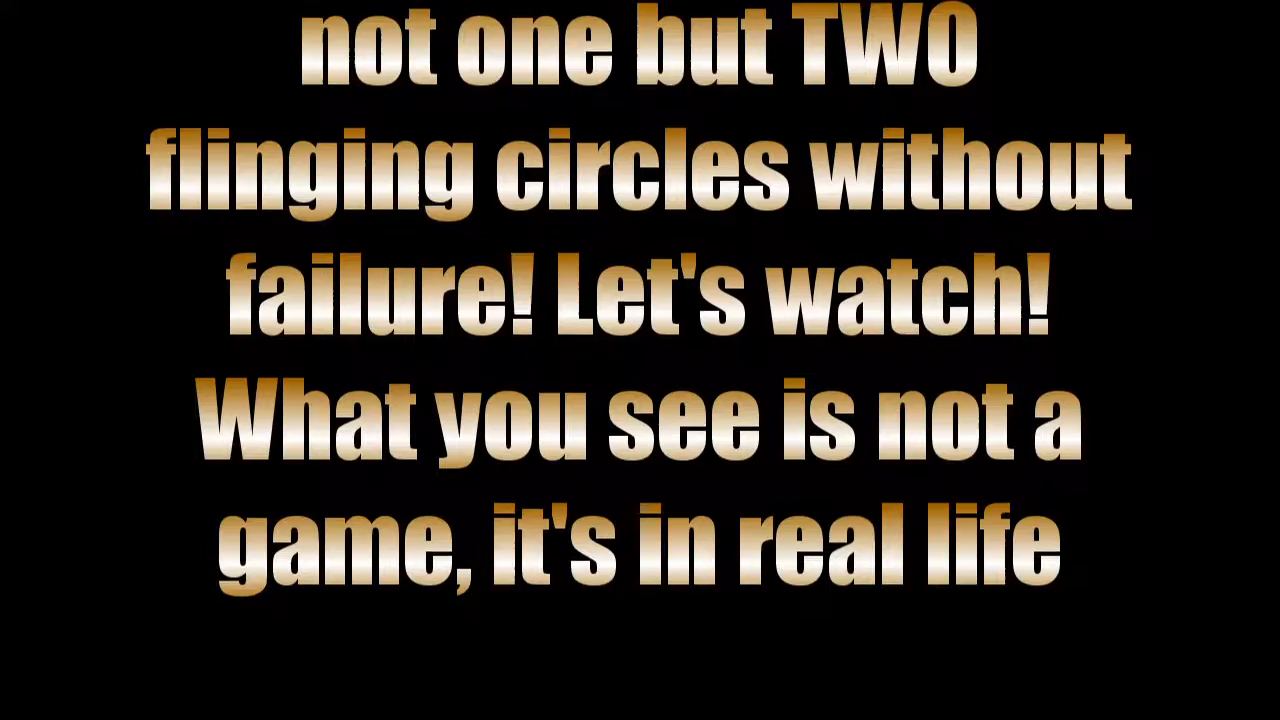 not one but TWO
flinging circles without
failure! Let's watch!
What you see is not a
game, it's in real life